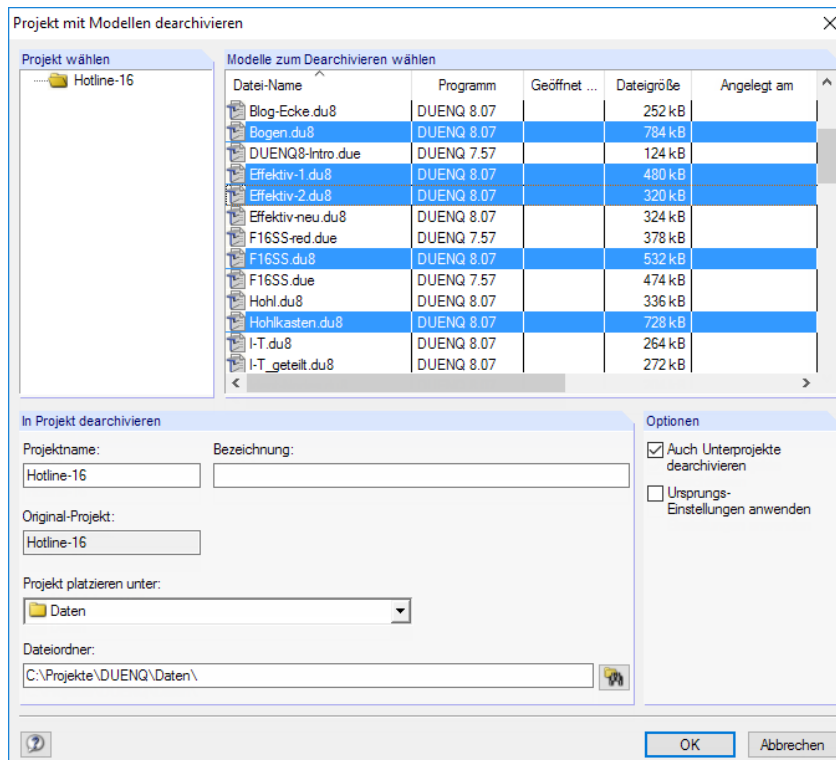 Projekt mit Modellen dearchivieren
Projekt wählen
Hotline-16
Modelle zum Dearchivieren wählen
Datei-Name Programm Geöffnet ... Dateigröße Angelegt am
Blog-Ecke.du8 DUENQ 8.07 252 kB
Bogen.du8 DUENQ 8.07 784 kB
DUENQ8-Intro.due DUENQ 7.57 124 kB
Effektiv-1.du8 DUENQ 8.07 480 kB
Effektiv-2.du8 DUENQ 8.07 320 kB
Effektiv-neu.du8 DUENQ 8.07 324 kB
F16SS-red.due DUENQ 7.57 378 kB
F16SS.du8 DUENQ 8.07 532 kB
F16SS.due DUENQ 7.57 474 kB
Hohl.du8 DUENQ 8.07 336 kB
Hohlkasten.du8 DUENQ 8.07 728 kB
I-T.du8 DUENQ 8.07 264 kB
I-T_geteilt.du8 DUENQ 8.07 272 kB
In Projekt dearchivieren
Projektname: Bezeichnung:
Hotline-16
Original-Projekt:
Hotline-16
Projekt platzieren unter:
Daten
Dateiordner:
C:\Projekte\DUENQ\Daten\
Optionen
Auch Unterprojekte
dearchivieren
Ursprungs-
Einstellungen anwenden
OK Abbrechen